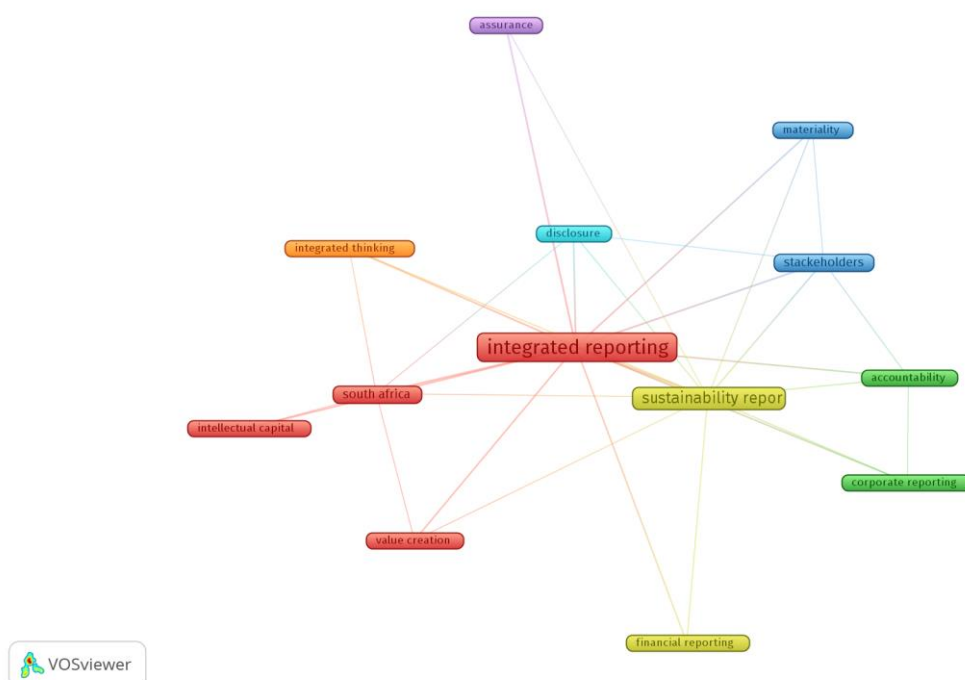 assurance
materiality
disclosure
integrated thinking
stackeholders
integrated reporting
accountability
south africa
sustainability repor
intellectual capital
corporate reporting
value creation
financial reporting
VOSviewer